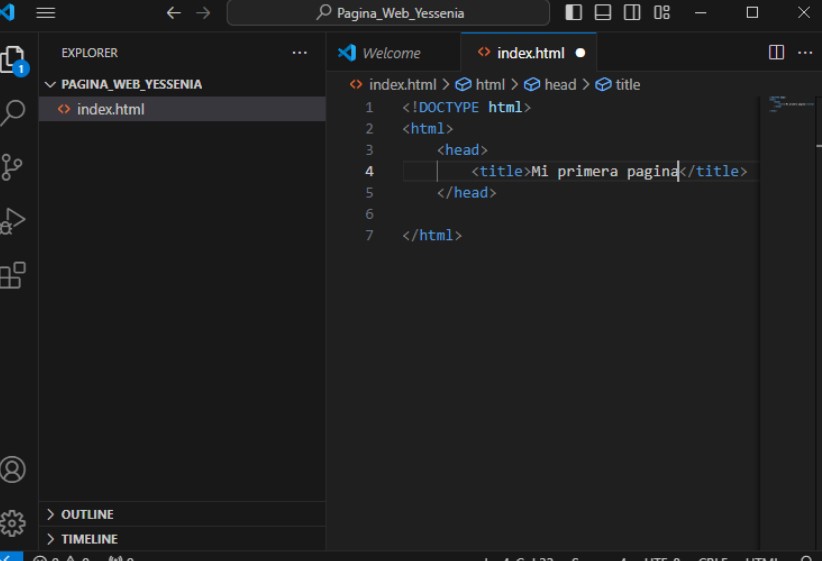 Pagina_Web_Yessenia
EXPLORER
Welcome
index.html
1
PAGINA_WEB_YESSENIA
index.html > html > head > title
index.html
1 <!DOCTYPE html>
2 <html>
3 <head>
4 <title>Mi primera pagina</title>
5 </head>
6
7 </html>
OUTLINE
TIMELINE